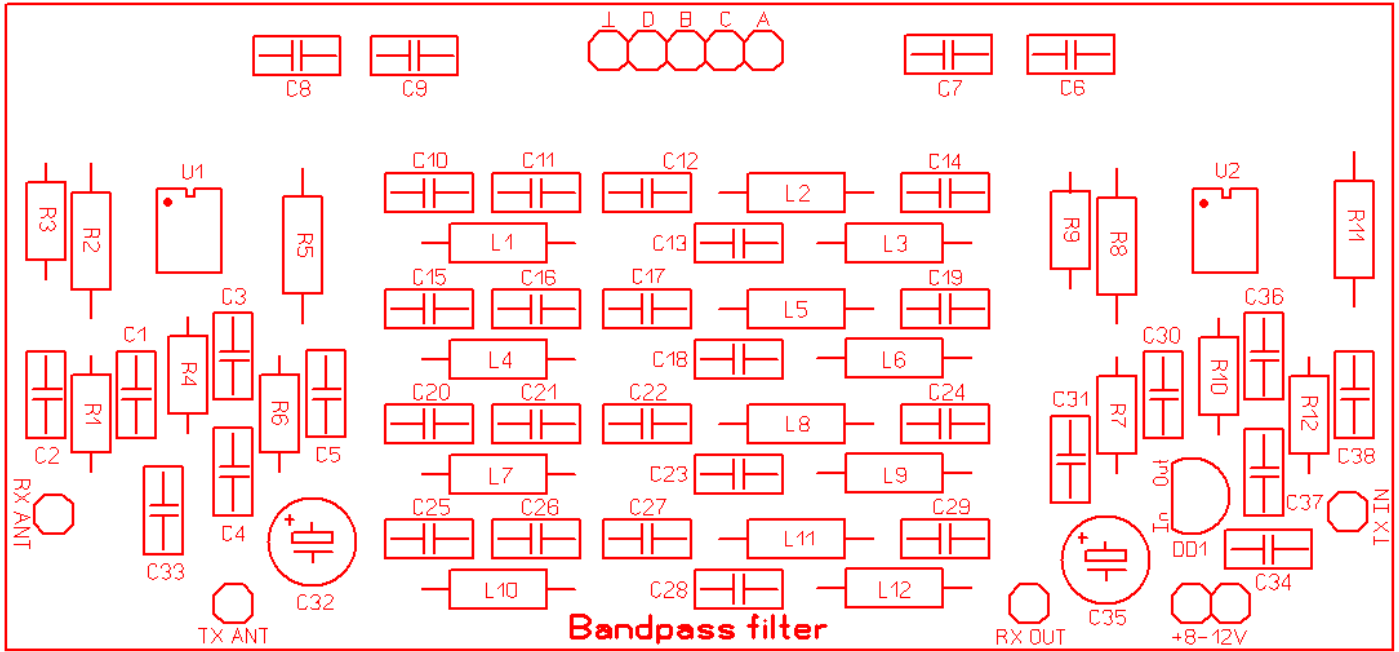 ⊥ D B C A
C8 C9 C7 C6
C10 C11 C12 C14
U1 U2
R3 R2 R5 L2 R9 R8 R11
L1 C13 L3
C15 C16 C17 C19
C3 L5 C36
C1 L4 C18 L6 C30
R4 R10
C20 C21 C22 C24 C31
R1 R6 L8 R7 R12
C2 C5 L7 C23 L9 C38
RX ANT C25 C26 C27 C29 Out C37 TX IN
C4 + L11 + In DD1
C33 C32 L10 C28 L12 C35 C34
TX ANT Bandpass filter RX OUT +8-12V